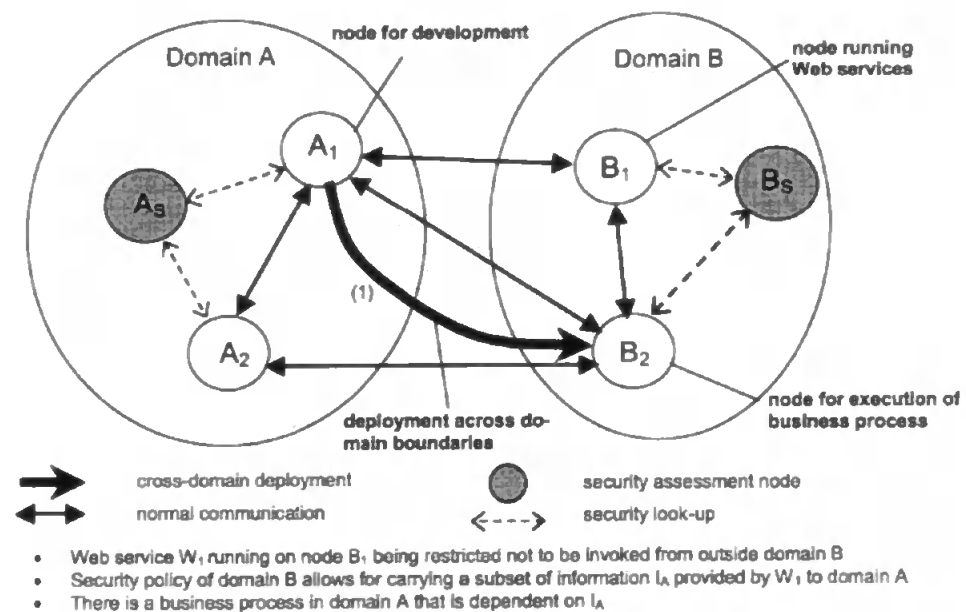 node for development
Domain A
Domain B
node running
Web services
A1
B1
AS
BS
(1)
A2
B2
deployment across do-
main boundaries
node for execution of
business process
cross-domain deployment
security assessment node
normal communication
security look-up
• Web service W1 running on node B1 being restricted not to be invoked from outside domain B
• Security policy of domain B allows for carrying a subset of information IA provided by W1 to domain A
• There is a business process in domain A that is dependent on IA